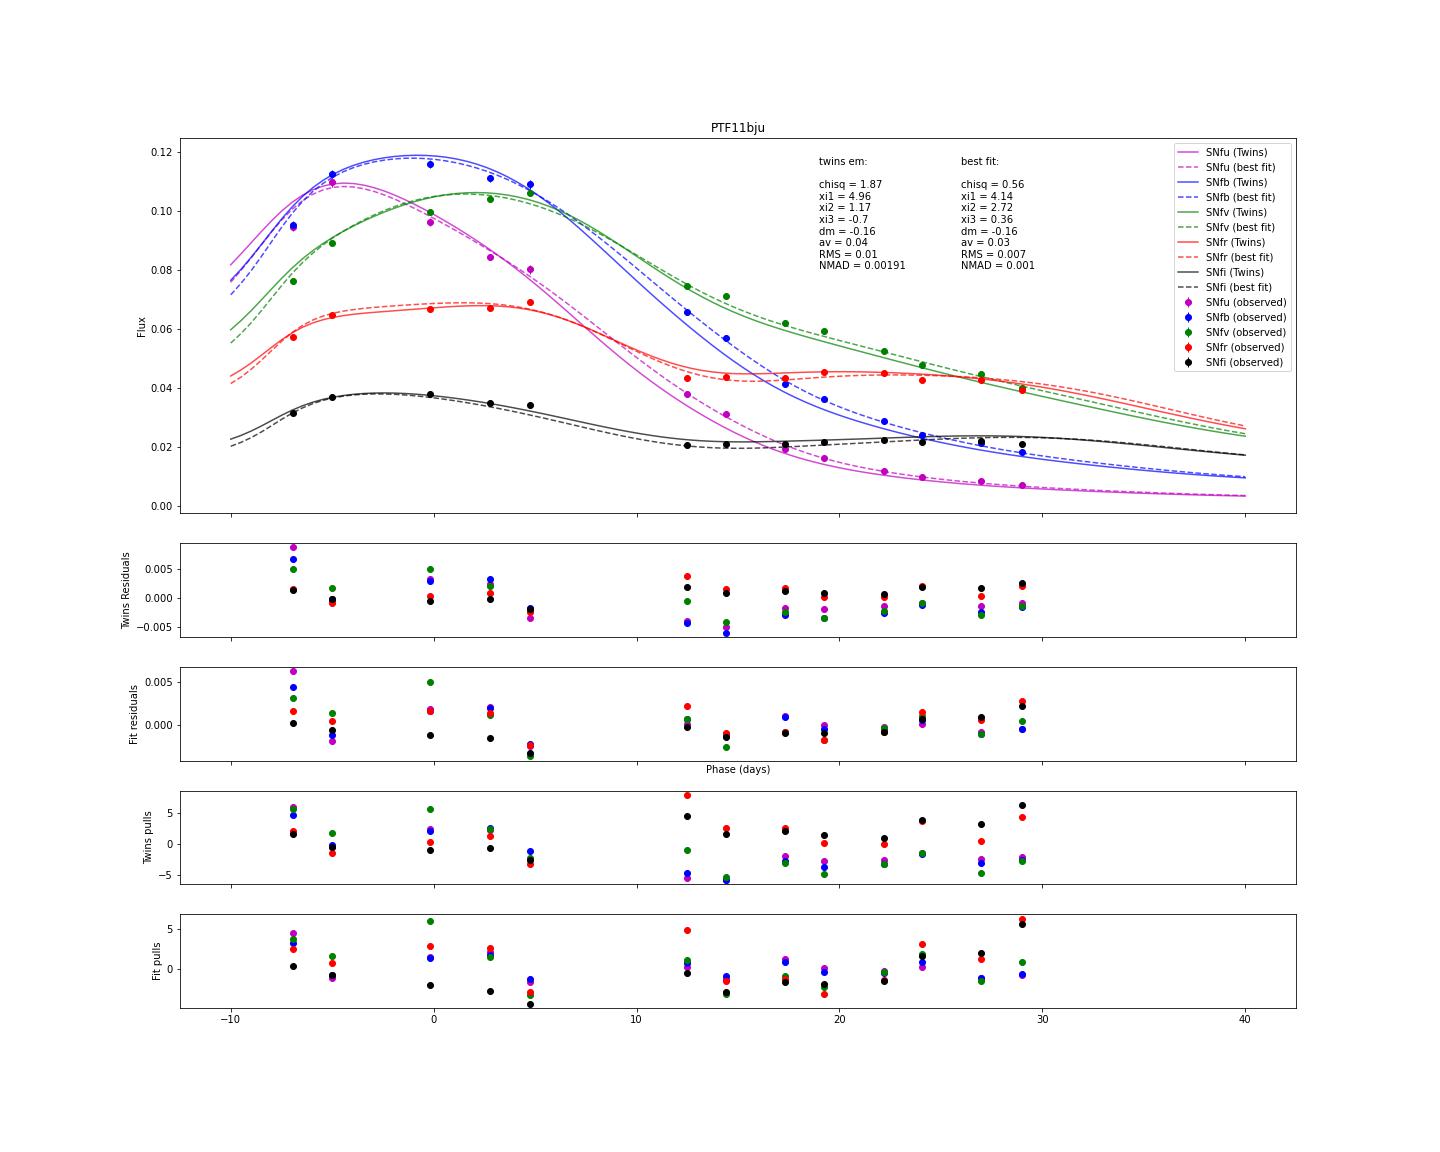 PTF11bju
0.12
0.10
0.08
0.06
0.04
0.02
0.00
Flux
twins em:
chisq = 1.87
xi1 = 4.96
xi2 = 1.17
xi3 = -0.7
dm = -0.16
av = 0.04
RMS = 0.01
NMAD = 0.00191
best fit:
chisq = 0.56
xi1 = 4.14
xi2 = 2.72
xi3 = 0.36
dm = -0.16
av = 0.03
RMS = 0.007
NMAD = 0.001
SNfu (Twins)
SNfu (best fit)
SNfb (Twins)
SNfb (best fit)
SNfv (Twins)
SNfv (best fit)
SNfr (Twins)
SNfr (best fit)
SNfi (Twins)
SNfi (best fit)
SNfu (observed)
SNfb (observed)
SNfv (observed)
SNfr (observed)
SNfi (observed)
0.005
0.000
−0.005
Twins Residuals
0.005
0.000
Fit residuals
Phase (days)
5
0
−5
Twins pulls
5
0
Fit pulls
−10
0
10
20
30
40